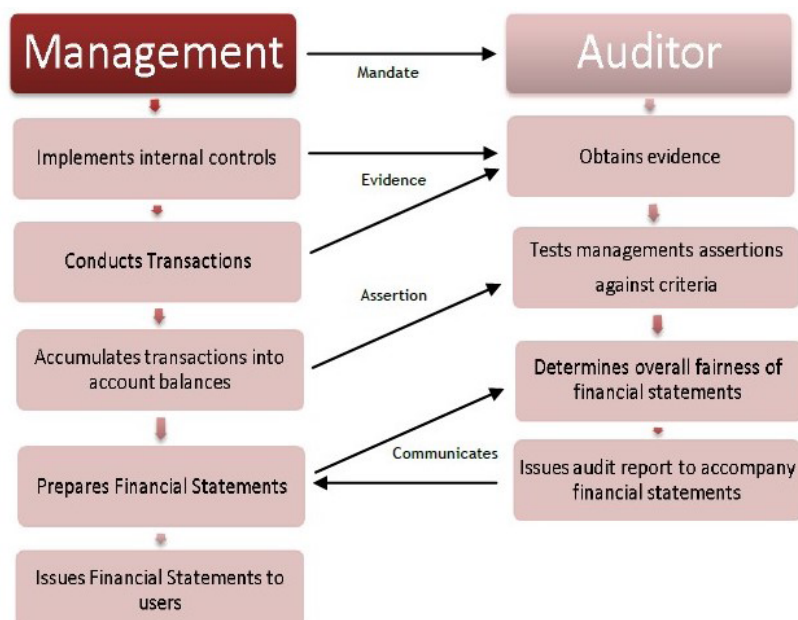 Management
Mandate
Auditor
Implements internal controls
Evidence
Obtains evidence
Conducts Transactions
Tests managements assertions
against criteria
Assertion
Accumulates transactions into
account balances
Determines overall fairness of
financial statements
Communicates
Prepares Financial Statements
Issues audit report to accompany
financial statements
Issues Financial Statements to
users